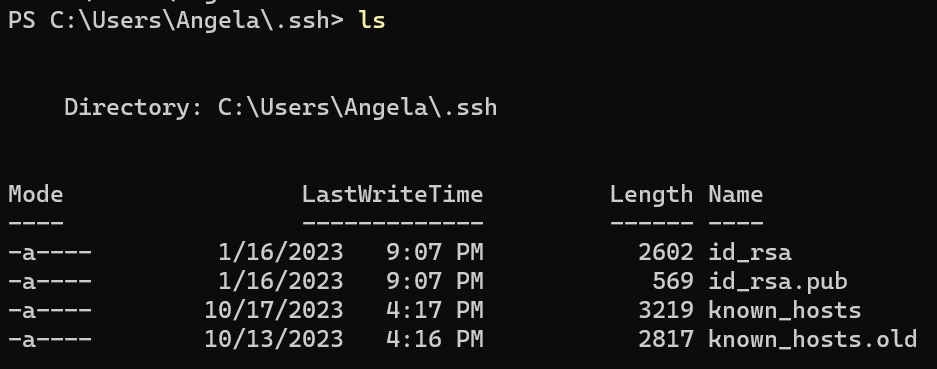 PS C:\Users\Angela\.ssh> ls
Directory: C:\Users\Angela\.ssh
Mode LastWriteTime Length Name
---- ------------- ------ ----
-a---- 1/16/2023 9:07 PM 2602 id_rsa
-a---- 1/16/2023 9:07 PM 569 id_rsa.pub
-a---- 10/17/2023 4:17 PM 3219 known_hosts
-a---- 10/13/2023 4:16 PM 2817 known_hosts.old